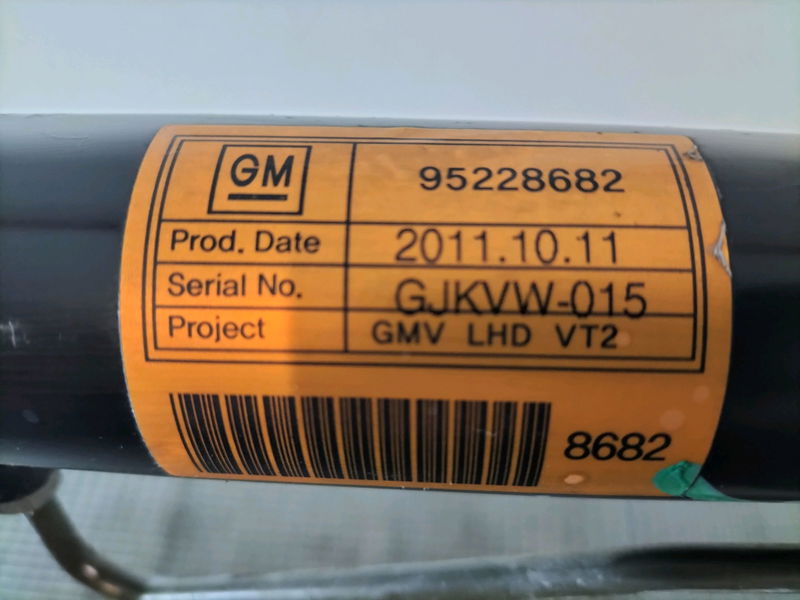 GM 95228682
Prod. Date 2011.10.11
Serial No. GJKVW-015
Project GMV LHD VT2
8682